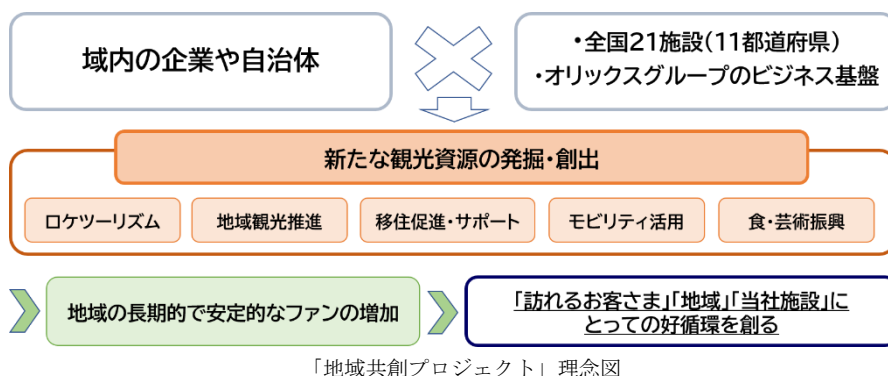 域内の企業や自治体
・全国21施設(11都道府県)
・オリックスグループのビジネス基盤
新たな観光資源の発掘・創出
ロケツーリズム
地域観光推進
移住促進・サポート
モビリティ活用
食・芸術振興
地域の長期的で安定的なファンの増加
「訪れるお客さま」「地域」「当社施設」に
とっての好循環を創る
「地域共創プロジェクト」理念図